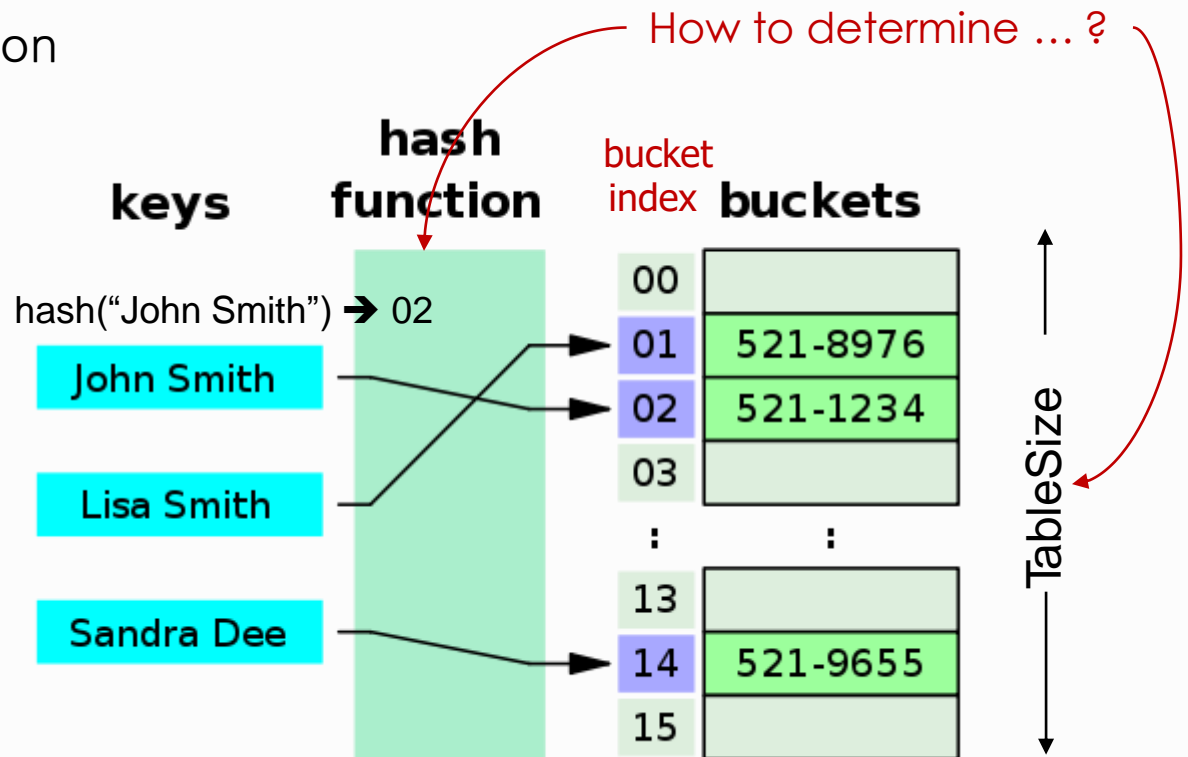 on
How to determine … ?
keys
hash
function
bucket
index
buckets
hash(“John Smith”) ➔ 02
John Smith
Lisa Smith
Sandra Dee
00
01 521-8976
02 521-1234
03
: :
13
14 521-9655
15
TableSize